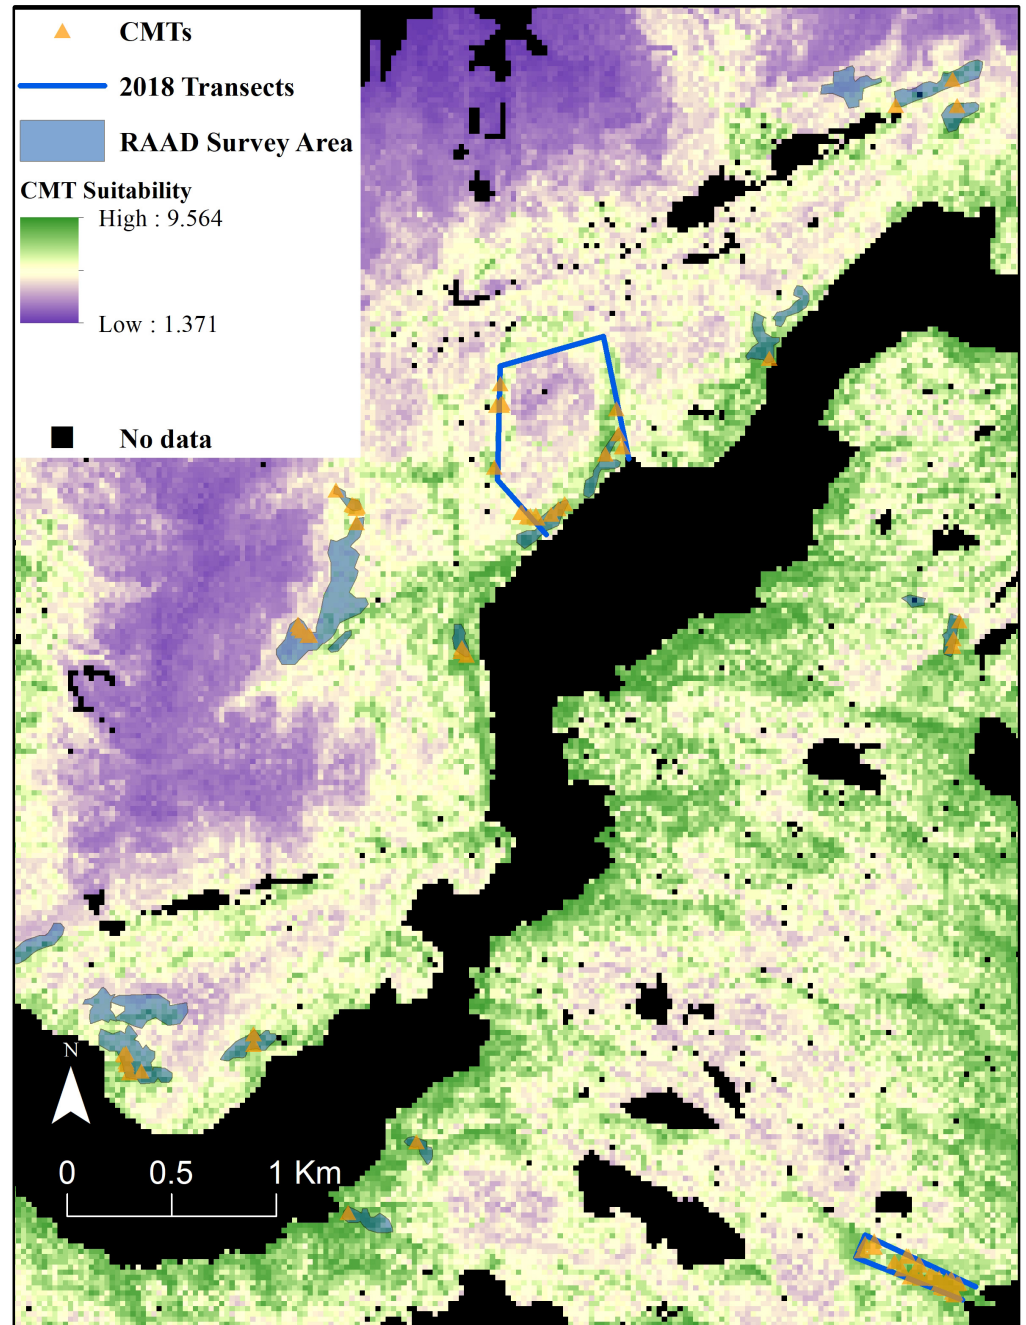 CMTs
2018 Transects
RAAD Survey Area
CMT Suitability
High : 9.564
Low : 1.371
No data
N
0 0.5 1 Km